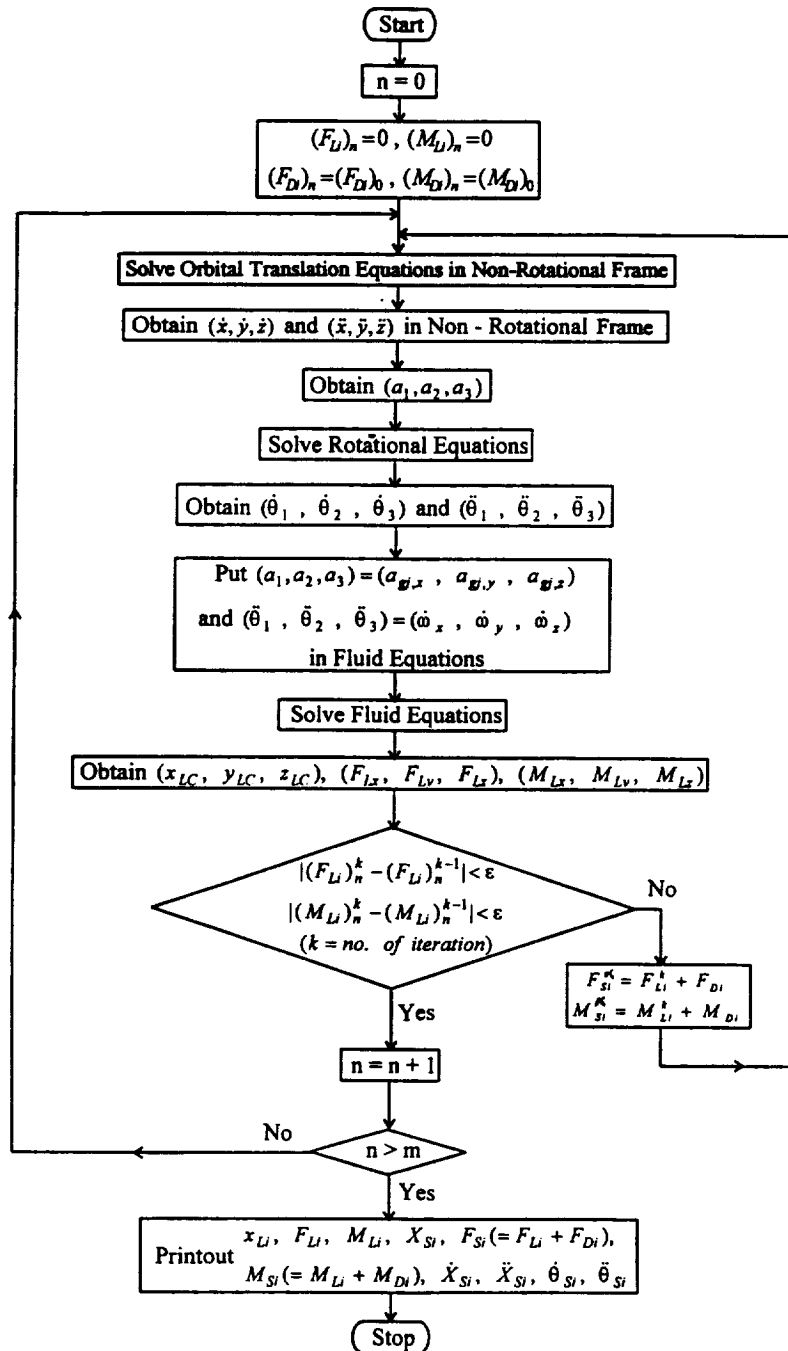 Start
n = 0
(F_Li)_n = 0 , (M_Li)_n = 0
(F_Di)_n = (F_Di)_0 , (M_Di)_n = (M_Di)_0
Solve Orbital Translation Equations in Non-Rotational Frame
Obtain (ẋ, ẏ, ż) and (ẍ, ÿ, z̈) in Non - Rotational Frame
Obtain (a_1, a_2, a_3)
Solve Rotational Equations
Obtain (θ̇_1 , θ̇_2 , θ̇_3) and (θ̈_1 , θ̈_2 , θ̈_3)
Put (a_1, a_2, a_3) = (a_gj,x , a_gj,y , a_gj,z)
and (θ̈_1 , θ̈_2 , θ̈_3) = (ω̇_x , ω̇_y , ω̇_z)
in Fluid Equations
Solve Fluid Equations
Obtain (x_LC, y_LC, z_LC), (F_Lx, F_Lv, F_Lz), (M_Lx, M_Lv, M_Lz)
|(F_Li)_n^k − (F_Li)_n^{k−1}| < ε
|(M_Li)_n^k − (M_Li)_n^{k−1}| < ε
(k = no. of iteration)
No
F_Si = F_Li^k + F_Di
M_Si = M_Li^k + M_Di
Yes
n = n + 1
No
n > m
Yes
Printout
x_Li, F_Li, M_Li, X_Si, F_Si (= F_Li + F_Di),
M_Si (= M_Li + M_Di), Ẋ_Si, Ẍ_Si, θ̇_Si, θ̈_Si
Stop